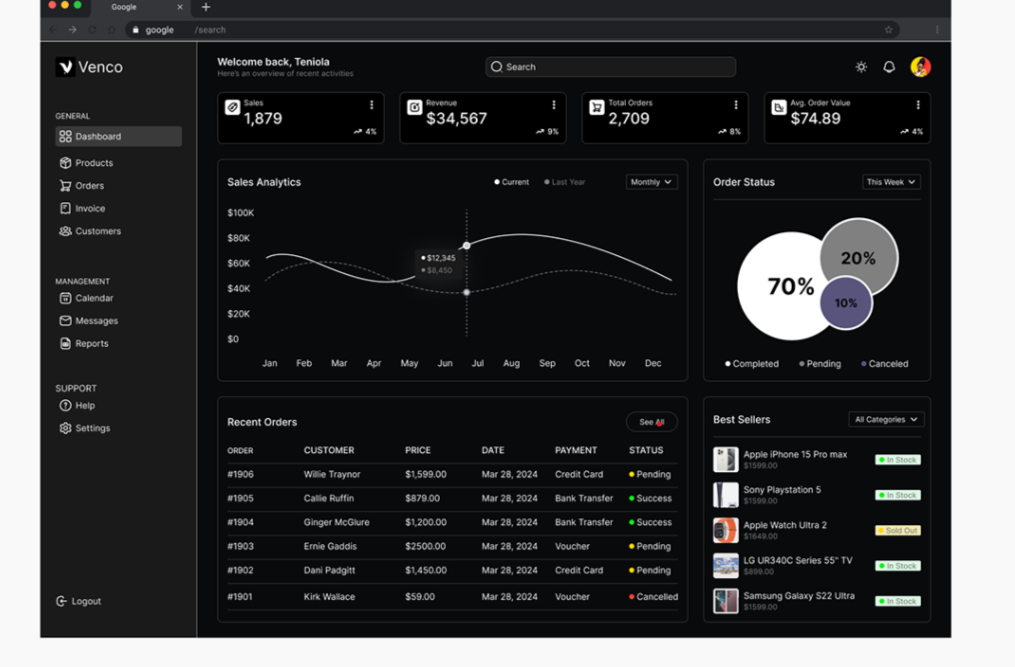 Google
google /search
Venco
GENERAL
Dashboard
Products
Orders
Invoice
Customers
MANAGEMENT
Calendar
Messages
Reports
SUPPORT
Help
Settings
Logout
Welcome back, Teniola
Here's an overview of recent activities
Search
Sales
1,879
4%
Revenue
$34,567
9%
Total Orders
2,709
8%
Avg. Order Value
$74.89
4%
Sales Analytics
Current Last Year Monthly
$100K
$80K
$60K
$40K
$20K
$0
$12,345
$8,450
Jan Feb Mar Apr May Jun Jul Aug Sep Oct Nov Dec
Order Status This Week
70%
20%
10%
Completed Pending Canceled
Recent Orders See All
ORDER CUSTOMER PRICE DATE PAYMENT STATUS
#1906 Willie Traynor $1,599.00 Mar 28, 2024 Credit Card Pending
#1905 Callie Ruffin $879.00 Mar 28, 2024 Bank Transfer Success
#1904 Ginger McGlure $1,200.00 Mar 28, 2024 Bank Transfer Success
#1903 Ernie Gaddis $2500.00 Mar 28, 2024 Voucher Pending
#1902 Dani Padgitt $1,450.00 Mar 28, 2024 Credit Card Pending
#1901 Kirk Wallace $59.00 Mar 28, 2024 Voucher Cancelled
Best Sellers All Categories
Apple iPhone 15 Pro max
$1599.00
In Stock
Sony Playstation 5
$1599.00
In Stock
Apple Watch Ultra 2
$1649.00
Sold Out
LG UR340C Series 55" TV
$899.00
In Stock
Samsung Galaxy S22 Ultra
$1599.00
In Stock